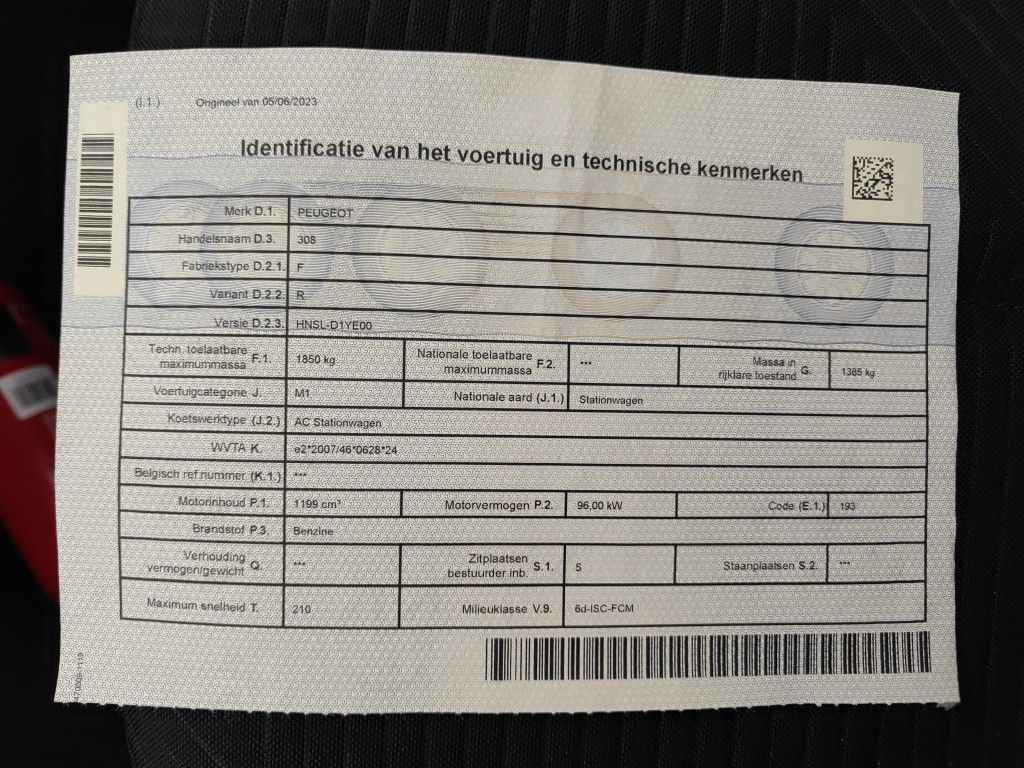 (I.1.) Origineel van 05/06/2023
Identificatie van het voertuig en technische kenmerken
Merk D.1. PEUGEOT
Handelsnaam D.3. 308
Fabriekstype D.2.1. F
Variant D.2.2. R
Versie D.2.3. HNSL-D1YE00
Techn. toelaatbare maximummassa F.1. 1850 kg Nationale toelaatbare maximummassa F.2. *** Massa in rijklare toestand G. 1385 kg
Voertuigcategorie J. M1 Nationale aard (J.1.) Stationwagen
Koetswerktype (J.2.) AC Stationwagen
WVTA K. e2*2007/46*0628*24
Belgisch ref nummer (K.1.) ***
Motorinhoud P.1. 1199 cm³ Motorvermogen P.2. 96,00 kW Code (E.1.) 193
Brandstof P.3. Benzine
Verhouding vermogen/gewicht Q. *** Zitplaatsen bestuurder inb. S.1. 5 Staanplaatsen S.2. ***
Maximum snelheid T. 210 Milieuklasse V.9. 6d-ISC-FCM